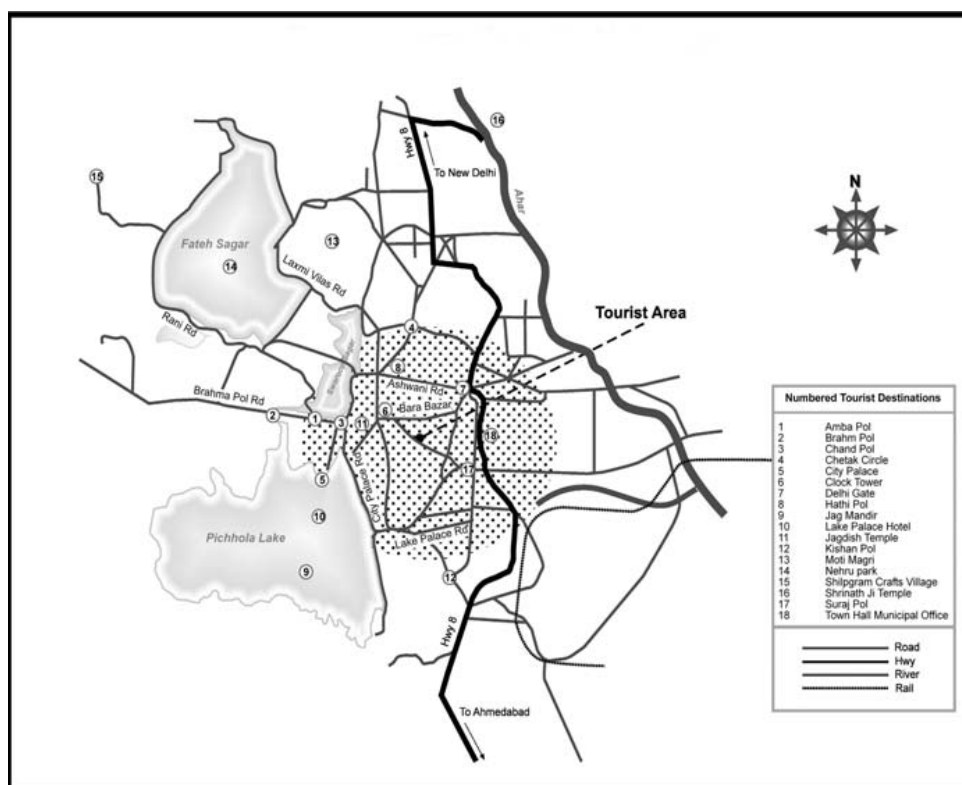 16
Hwy 8
To New Delhi
15
Ahar
N
Fateh Sagar
13
14
Laxmi Vilas Rd
Tourist Area
Rani Rd
4
8
Ashwani Rd
7
Brahma Pol Rd
Bara Bazar
2
1
3
11
6
18
5
17
City Palace Rd
10
Pichhola Lake
Lake Palace Rd
9
12
Hwy 8
To Ahmedabad
Numbered Tourist Destinations
1 Amba Pol
2 Brahm Pol
3 Chand Pol
4 Chetak Circle
5 City Palace
6 Clock Tower
7 Delhi Gate
8 Hathi Pol
9 Jag Mandir
10 Lake Palace Hotel
11 Jagdish Temple
12 Kishan Pol
13 Moti Magri
14 Nehru park
15 Shilpgram Crafts Village
16 Shrinath Ji Temple
17 Suraj Pol
18 Town Hall Municipal Office
Road
Hwy
River
Rail